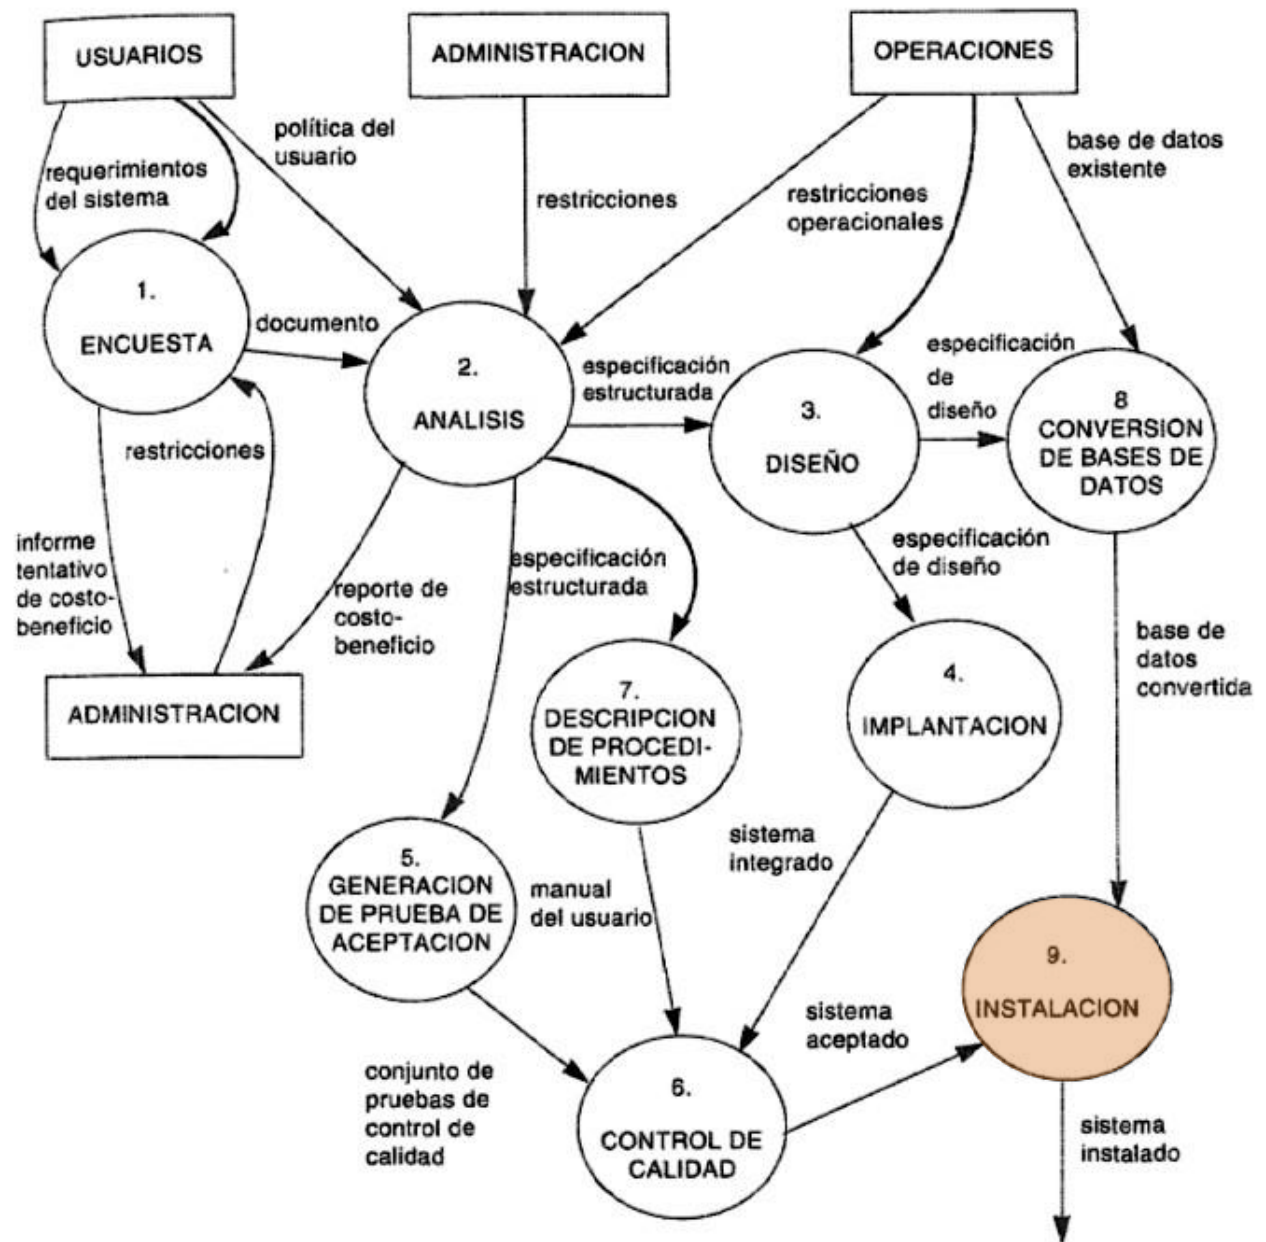 USUARIOS
ADMINISTRACION
OPERACIONES
política del
usuario
base de datos
existente
requerimientos
del sistema
restricciones
restricciones
operacionales
1.
ENCUESTA
documento
2.
ANALISIS
especificación
estructurada
3.
DISEÑO
especificación
de
diseño
8
CONVERSION
DE BASES DE
DATOS
restricciones
informe
tentativo
de costo-
beneficio
reporte de
costo-
beneficio
especificación
estructurada
especificación
de diseño
ADMINISTRACION
7.
DESCRIPCION
DE PROCEDI-
MIENTOS
4.
IMPLANTACION
base de
datos
convertida
5.
GENERACION
DE PRUEBA DE
ACEPTACION
manual
del usuario
sistema
integrado
9.
INSTALACION
sistema
aceptado
conjunto de
pruebas de
control de
calidad
6.
CONTROL DE
CALIDAD
sistema
instalado